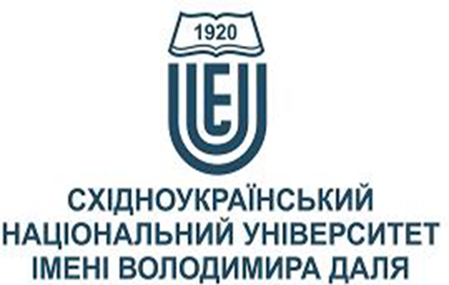 1920
СХІДНОУКРАЇНСЬКИЙ
НАЦІОНАЛЬНИЙ УНІВЕРСИТЕТ
ІМЕНІ ВОЛОДИМИРА ДАЛЯ